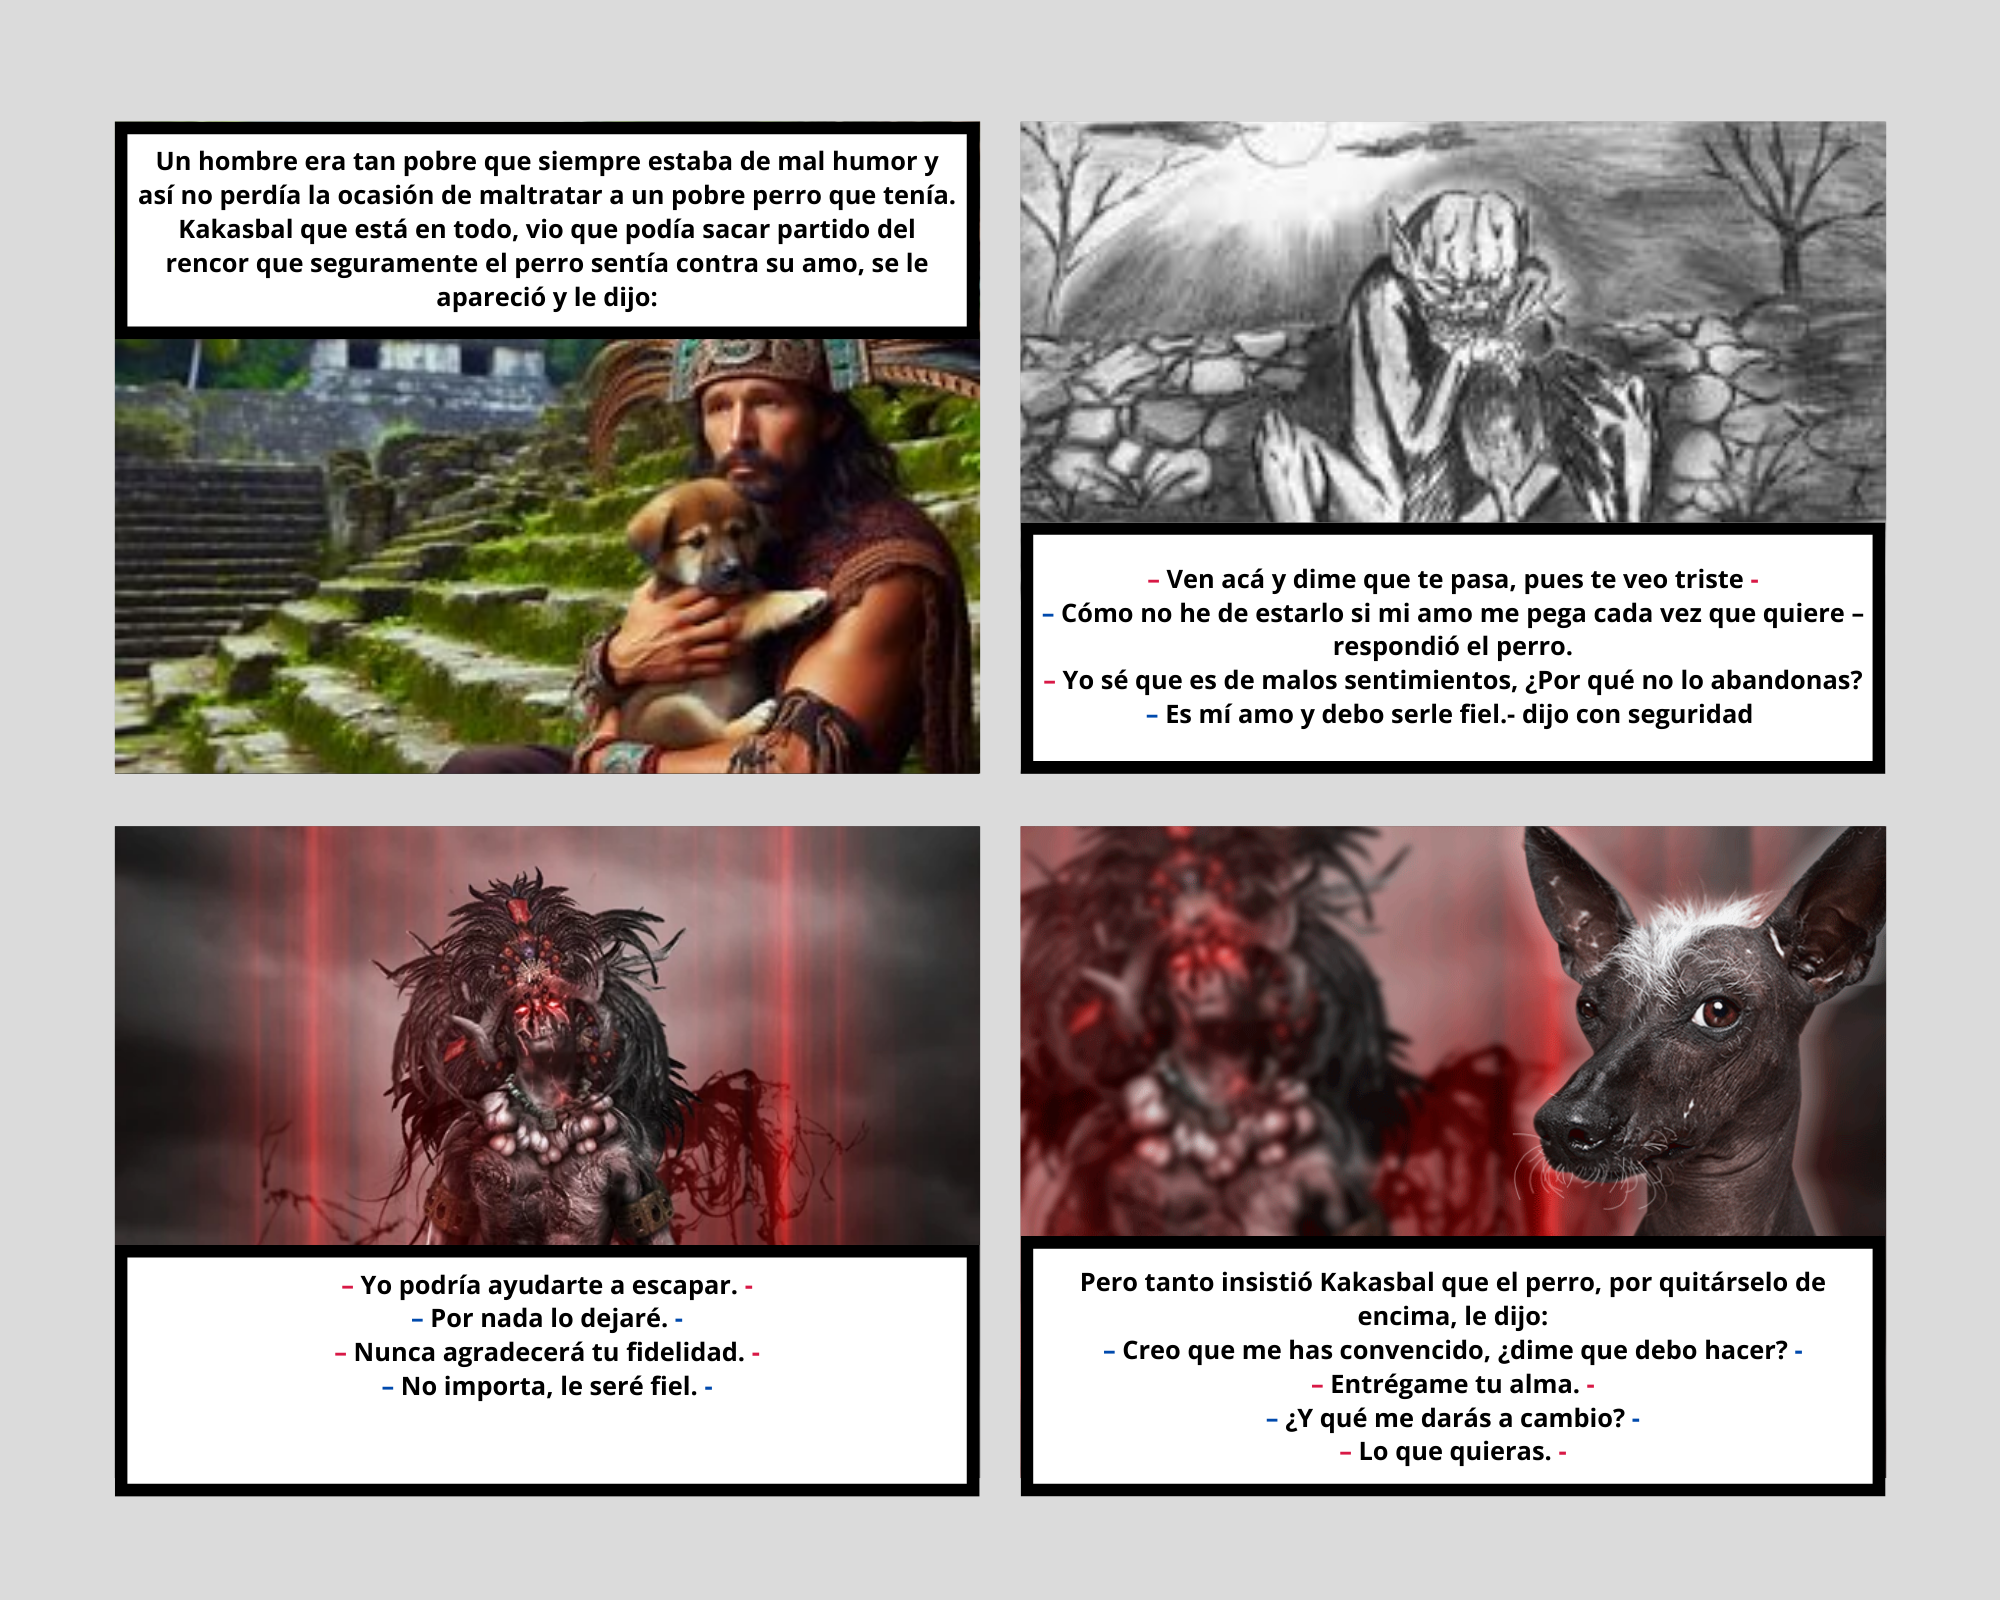 Un hombre era tan pobre que siempre estaba de mal humor y
así no perdía la ocasión de maltratar a un pobre perro que tenía.
Kakasbal que está en todo, vio que podía sacar partido del
rencor que seguramente el perro sentía contra su amo, se le
apareció y le dijo:
– Ven acá y dime que te pasa, pues te veo triste -
– Cómo no he de estarlo si mi amo me pega cada vez que quiere –
respondió el perro.
– Yo sé que es de malos sentimientos, ¿Por qué no lo abandonas?
– Es mí amo y debo serle fiel.- dijo con seguridad
– Yo podría ayudarte a escapar. -
– Por nada lo dejaré. -
– Nunca agradecerá tu fidelidad. -
– No importa, le seré fiel. -
Pero tanto insistió Kakasbal que el perro, por quitárselo de
encima, le dijo:
– Creo que me has convencido, ¿dime que debo hacer? -
– Entrégame tu alma. -
– ¿Y qué me darás a cambio? -
– Lo que quieras. -